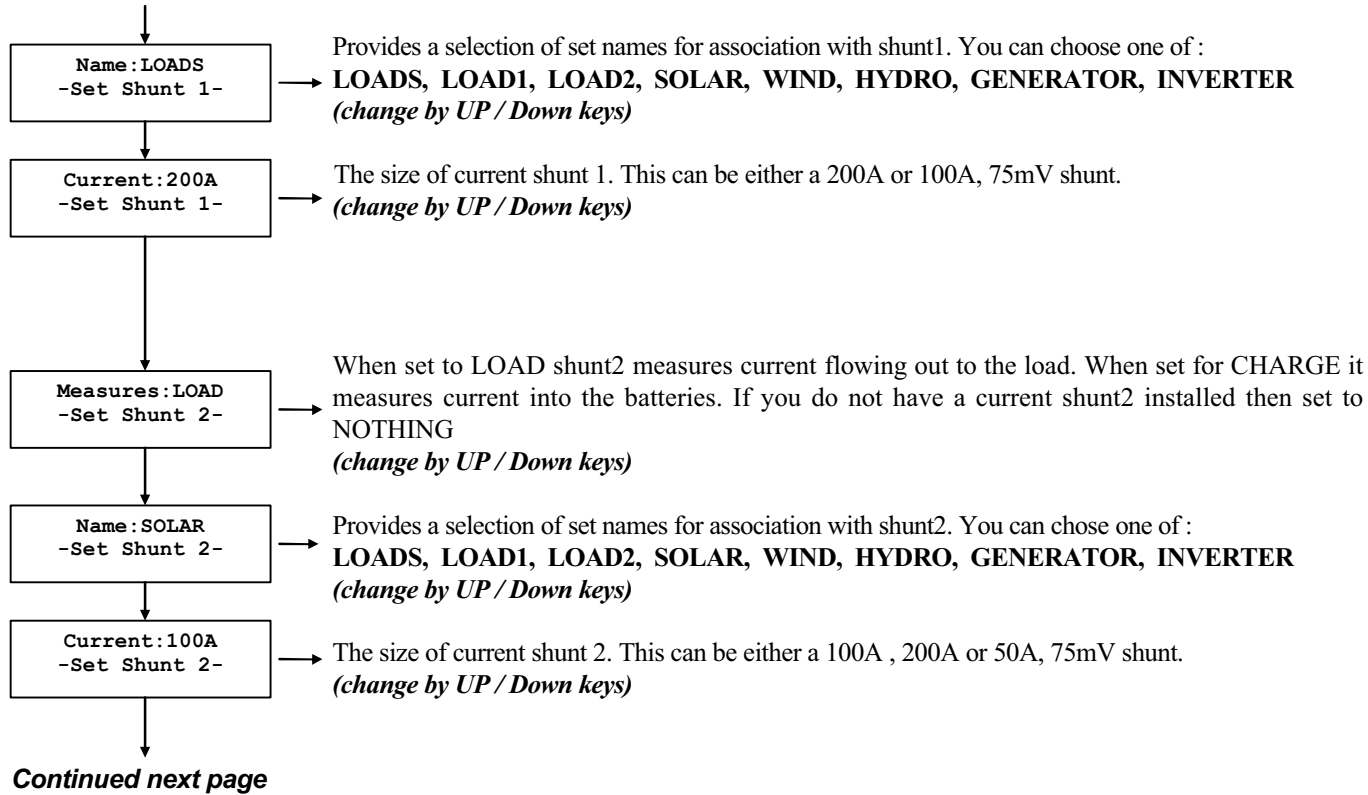 Name:LOADS
-Set Shunt 1-
Provides a selection of set names for association with shunt1. You can choose one of :
LOADS, LOAD1, LOAD2, SOLAR, WIND, HYDRO, GENERATOR, INVERTER
(change by UP / Down keys)
Current:200A
-Set Shunt 1-
The size of current shunt 1. This can be either a 200A or 100A, 75mV shunt.
(change by UP / Down keys)
Measures:LOAD
-Set Shunt 2-
When set to LOAD shunt2 measures current flowing out to the load. When set for CHARGE it
measures current into the batteries. If you do not have a current shunt2 installed then set to
NOTHING
(change by UP / Down keys)
Name:SOLAR
-Set Shunt 2-
Provides a selection of set names for association with shunt2. You can chose one of :
LOADS, LOAD1, LOAD2, SOLAR, WIND, HYDRO, GENERATOR, INVERTER
(change by UP / Down keys)
Current:100A
-Set Shunt 2-
The size of current shunt 2. This can be either a 100A , 200A or 50A, 75mV shunt.
(change by UP / Down keys)
Continued next page